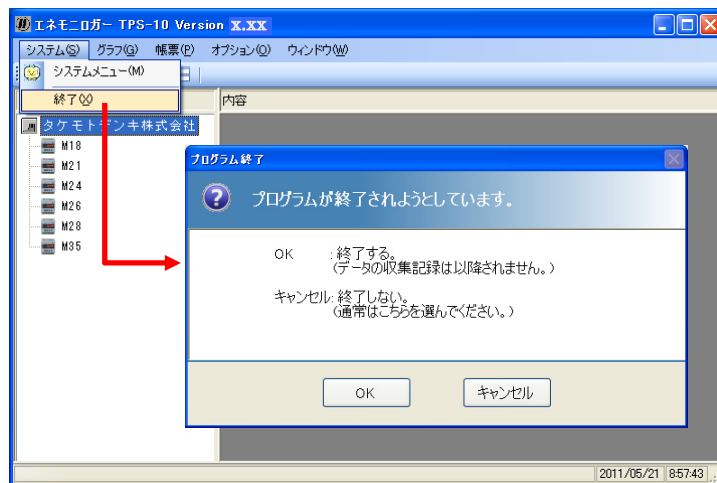 エネモニロガー TPS-10 Version X.XX
システム(S) グラフ(G) 帳票(P) オプション(O) ウィンドウ(W)
システムメニュー(M)
終了(X)
内容
タケモトデンキ株式会社
M18
M21
M24
M26
M28
M35
プログラム終了
プログラムが終了されようとしています。
OK :終了する。
(データの収集記録は以降されません。)
キャンセル:終了しない。
(通常はこちらを選んでください。)
OK キャンセル
2011/05/21 8:57:43